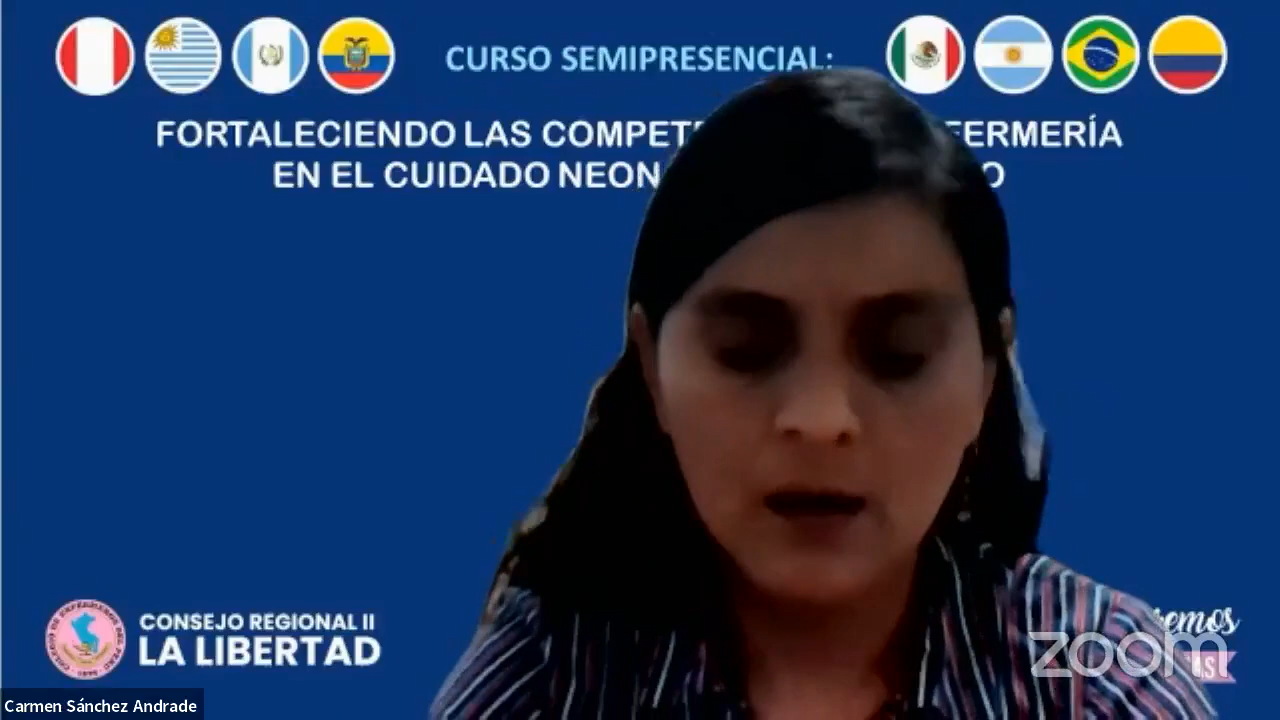 CURSO SEMIPRESENCIAL:
FORTALECIENDO LAS COMPET FERMERÍA
EN EL CUIDADO NEON O
CONSEJO REGIONAL II
LA LIBERTAD
emos
zoom
Carmen Sánchez Andrade